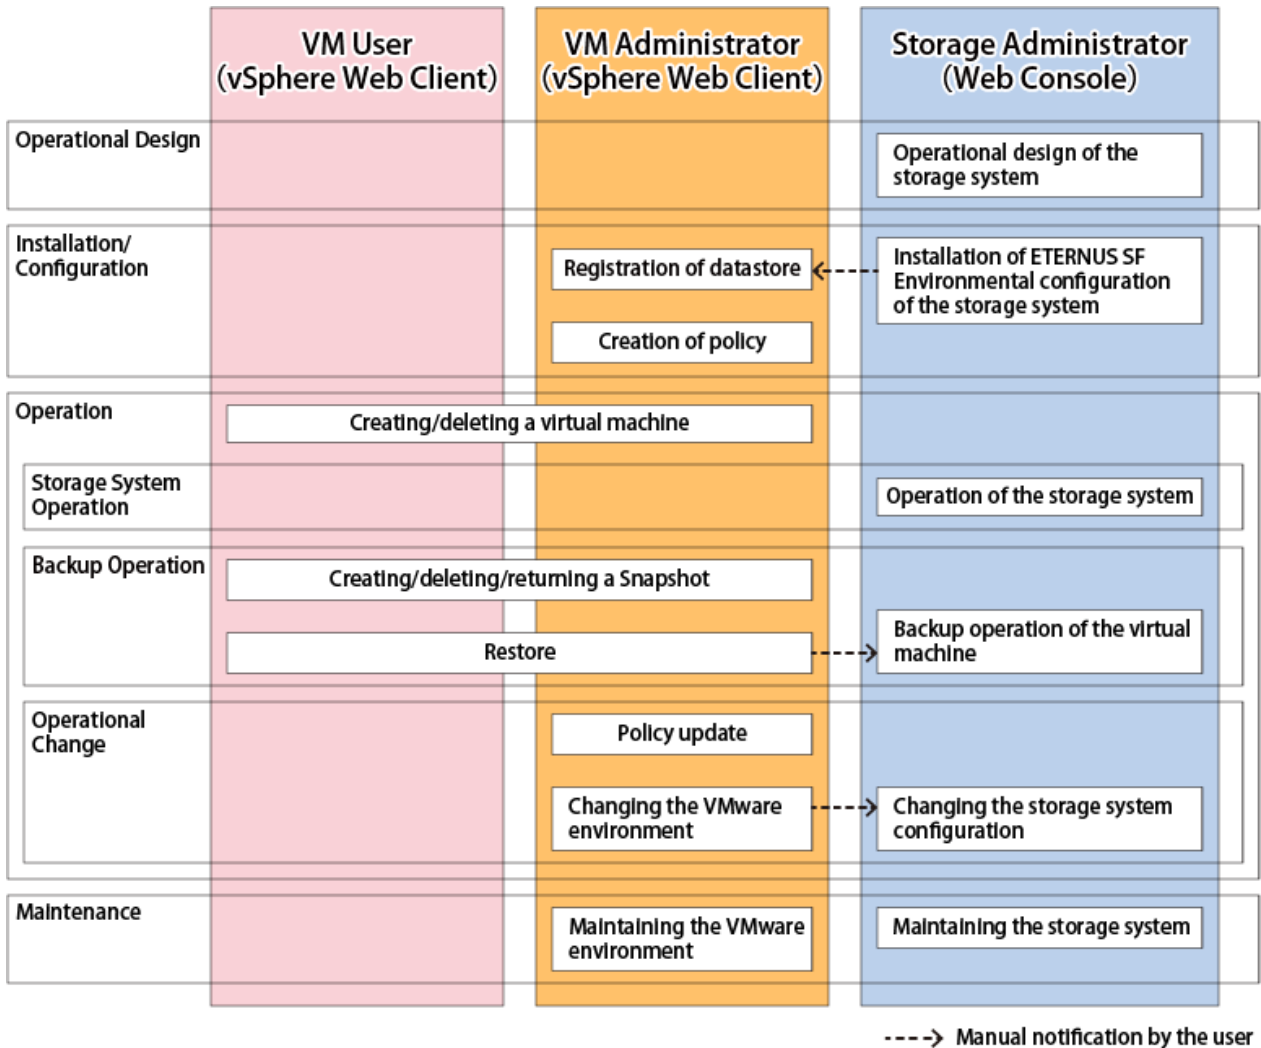 VM User
(vSphere Web Client)
VM Administrator
(vSphere Web Client)
Storage Administrator
(Web Console)
Operational Design
Operational design of the
storage system
Installation/
Configuration
Registration of datastore
Installation of ETERNUS SF
Environmental configuration
of the storage system
Creation of policy
Operation
Creating/deleting a virtual machine
Storage System
Operation
Operation of the storage system
Backup Operation
Creating/deleting/returning a Snapshot
Restore
Backup operation of the virtual
machine
Operational
Change
Policy update
Changing the VMware
environment
Changing the storage system
configuration
Maintenance
Maintaining the VMware
environment
Maintaining the storage system
Manual notification by the user